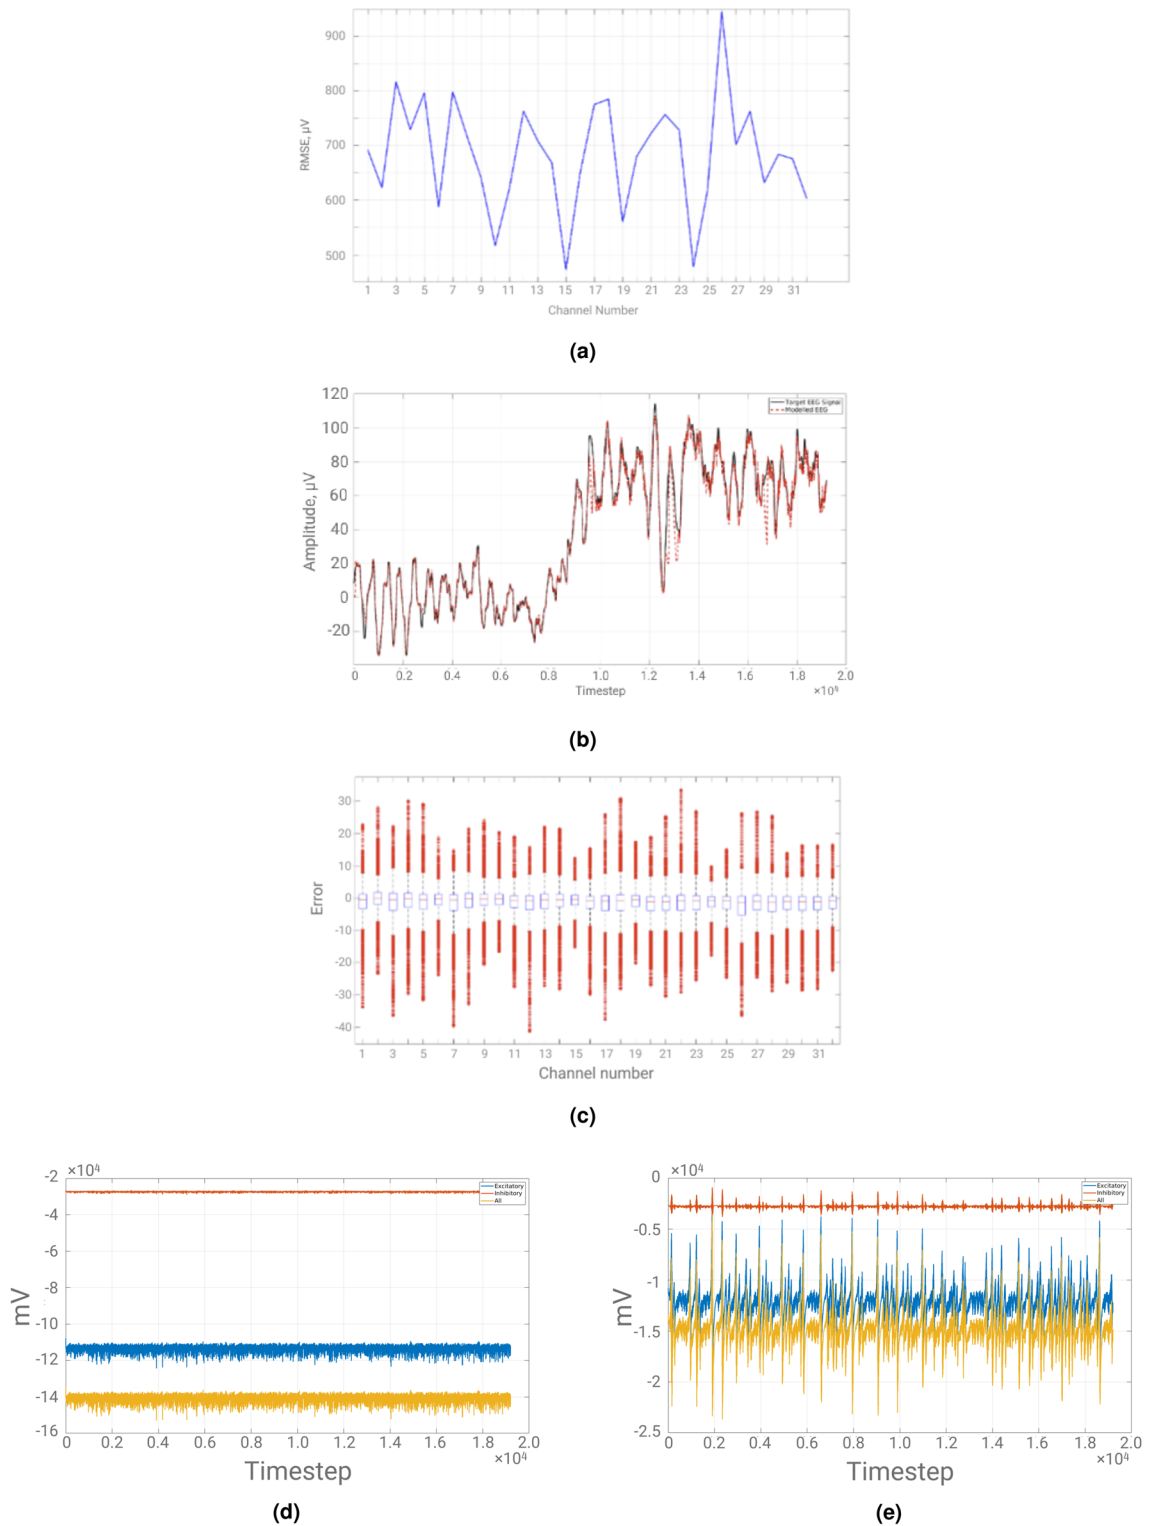 900
800
700
600
500
RMSE, µV
1 3 5 7 9 11 13 15 17 19 21 23 25 27 29 31
Channel Number
(a)
120
100
80
60
40
20
0
-20
Amplitude, µV
Target EEG Signal
Modelled EEG
0 0.2 0.4 0.6 0.8 1.0 1.2 1.4 1.6 1.8 2.0
Timestep
(b)
30
20
10
0
-10
-20
-30
-40
Error
1 3 5 7 9 11 13 15 17 19 21 23 25 27 29 31
Channel number
(c)
×10⁴
-2
-4
-6
-8
-10
-12
-14
-16
mV
Excitatory
Inhibitory
All
0 0.2 0.4 0.6 0.8 1.0 1.2 1.4 1.6 1.8 2.0
×10⁴
Timestep
(d)
×10⁴
0
-0.5
-1
-1.5
-2
-2.5
mV
Excitatory
Inhibitory
All
0 0.2 0.4 0.6 0.8 1.0 1.2 1.4 1.6 1.8 2.0
×10⁴
Timestep
(e)